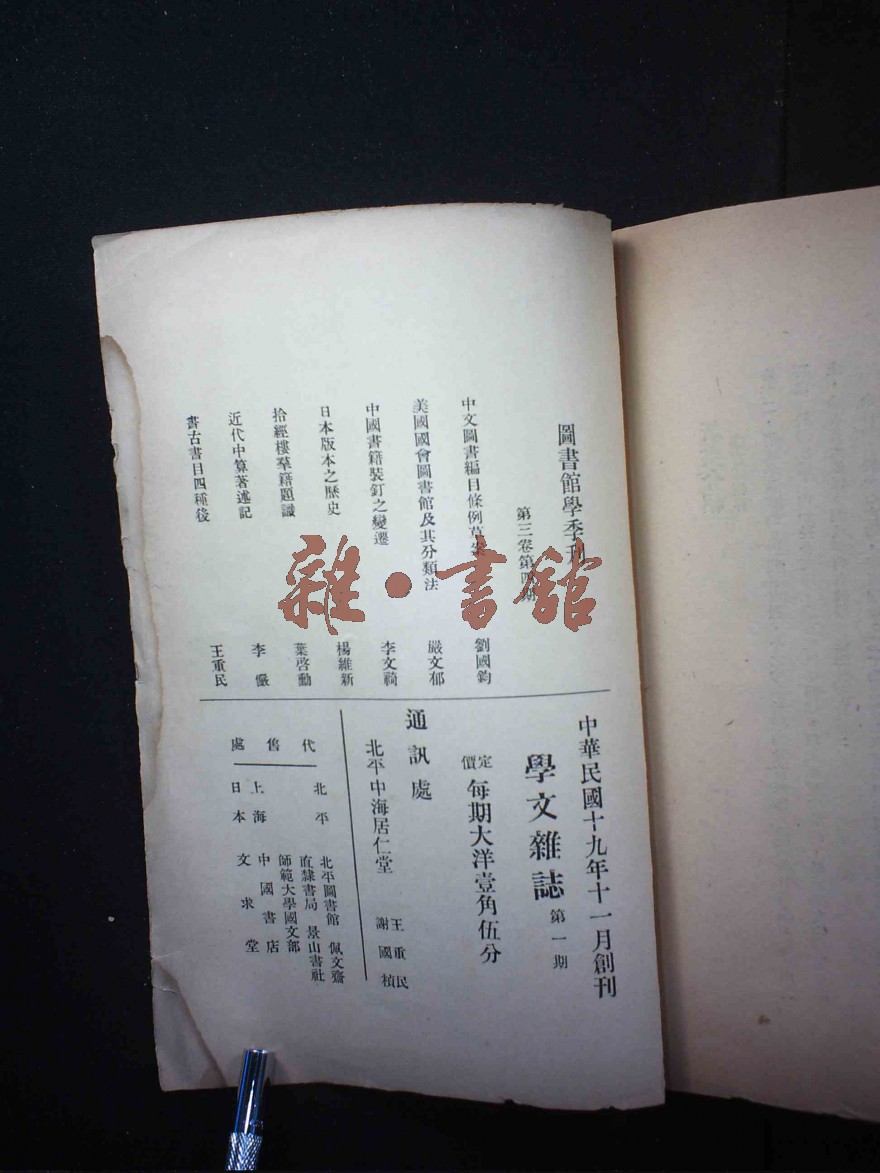 圖書館學季刊
第三卷第四期
中文圖書編目條例草案 劉國鈞
美國國會圖書館及其分類法 嚴文郁
中國書籍裝釘之變遷 李文裿
日本版本之歷史 楊維新
拾經樓羣籍題識 葉啓勳
近代中算著述記 李儼
書古書目四種後 王重民
中華民國十九年十一月創刊
學文雜誌 第一期
定價 每期大洋壹角伍分
通訊處
北平中海居仁堂 王重民 謝國楨
代售處
北平 北平圖書館 佩文齋
直隸書局 景山書社
師範大學國文部
上海 中國書店
日本 文求堂
雜·書館